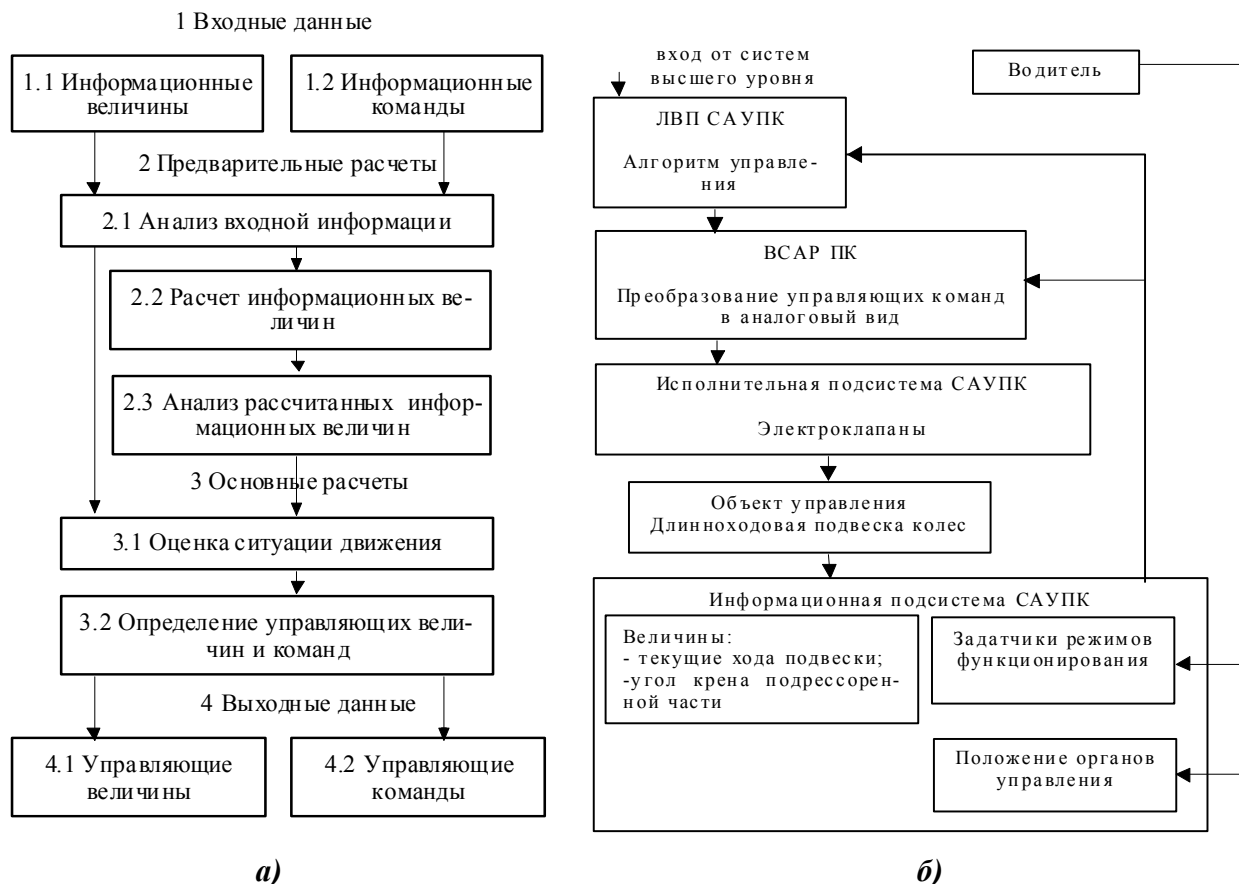 1 Входные данные
1.1 Информационные
величины
1.2 Информационные
команды
2 Предварительные расчеты
2.1 Анализ входной информации
2.2 Расчет информационных ве-
личин
2.3 Анализ рассчитанных инфор-
мационных величин
3 Основные расчеты
3.1 Оценка ситуации движения
3.2 Определение управляющих вели-
чин и команд
4 Выходные данные
4.1 Управляющие
величины
4.2 Управляющие
команды
а)
вход от систем
высшего уровня
Водитель
ЛВП САУПК
Алгоритм управле-
ния
ВСАР ПК
Преобразование управляющих команд
в аналоговый вид
Исполнительная подсистема САУПК
Электроклапаны
Объект управления
Длинноходовая подвеска колес
Информационная подсистема САУПК
Величины:
- текущие хода подвески;
-угол крена подрессорен-
ной части
Задатчики режимов
функционирования
Положение органов
управления
б)